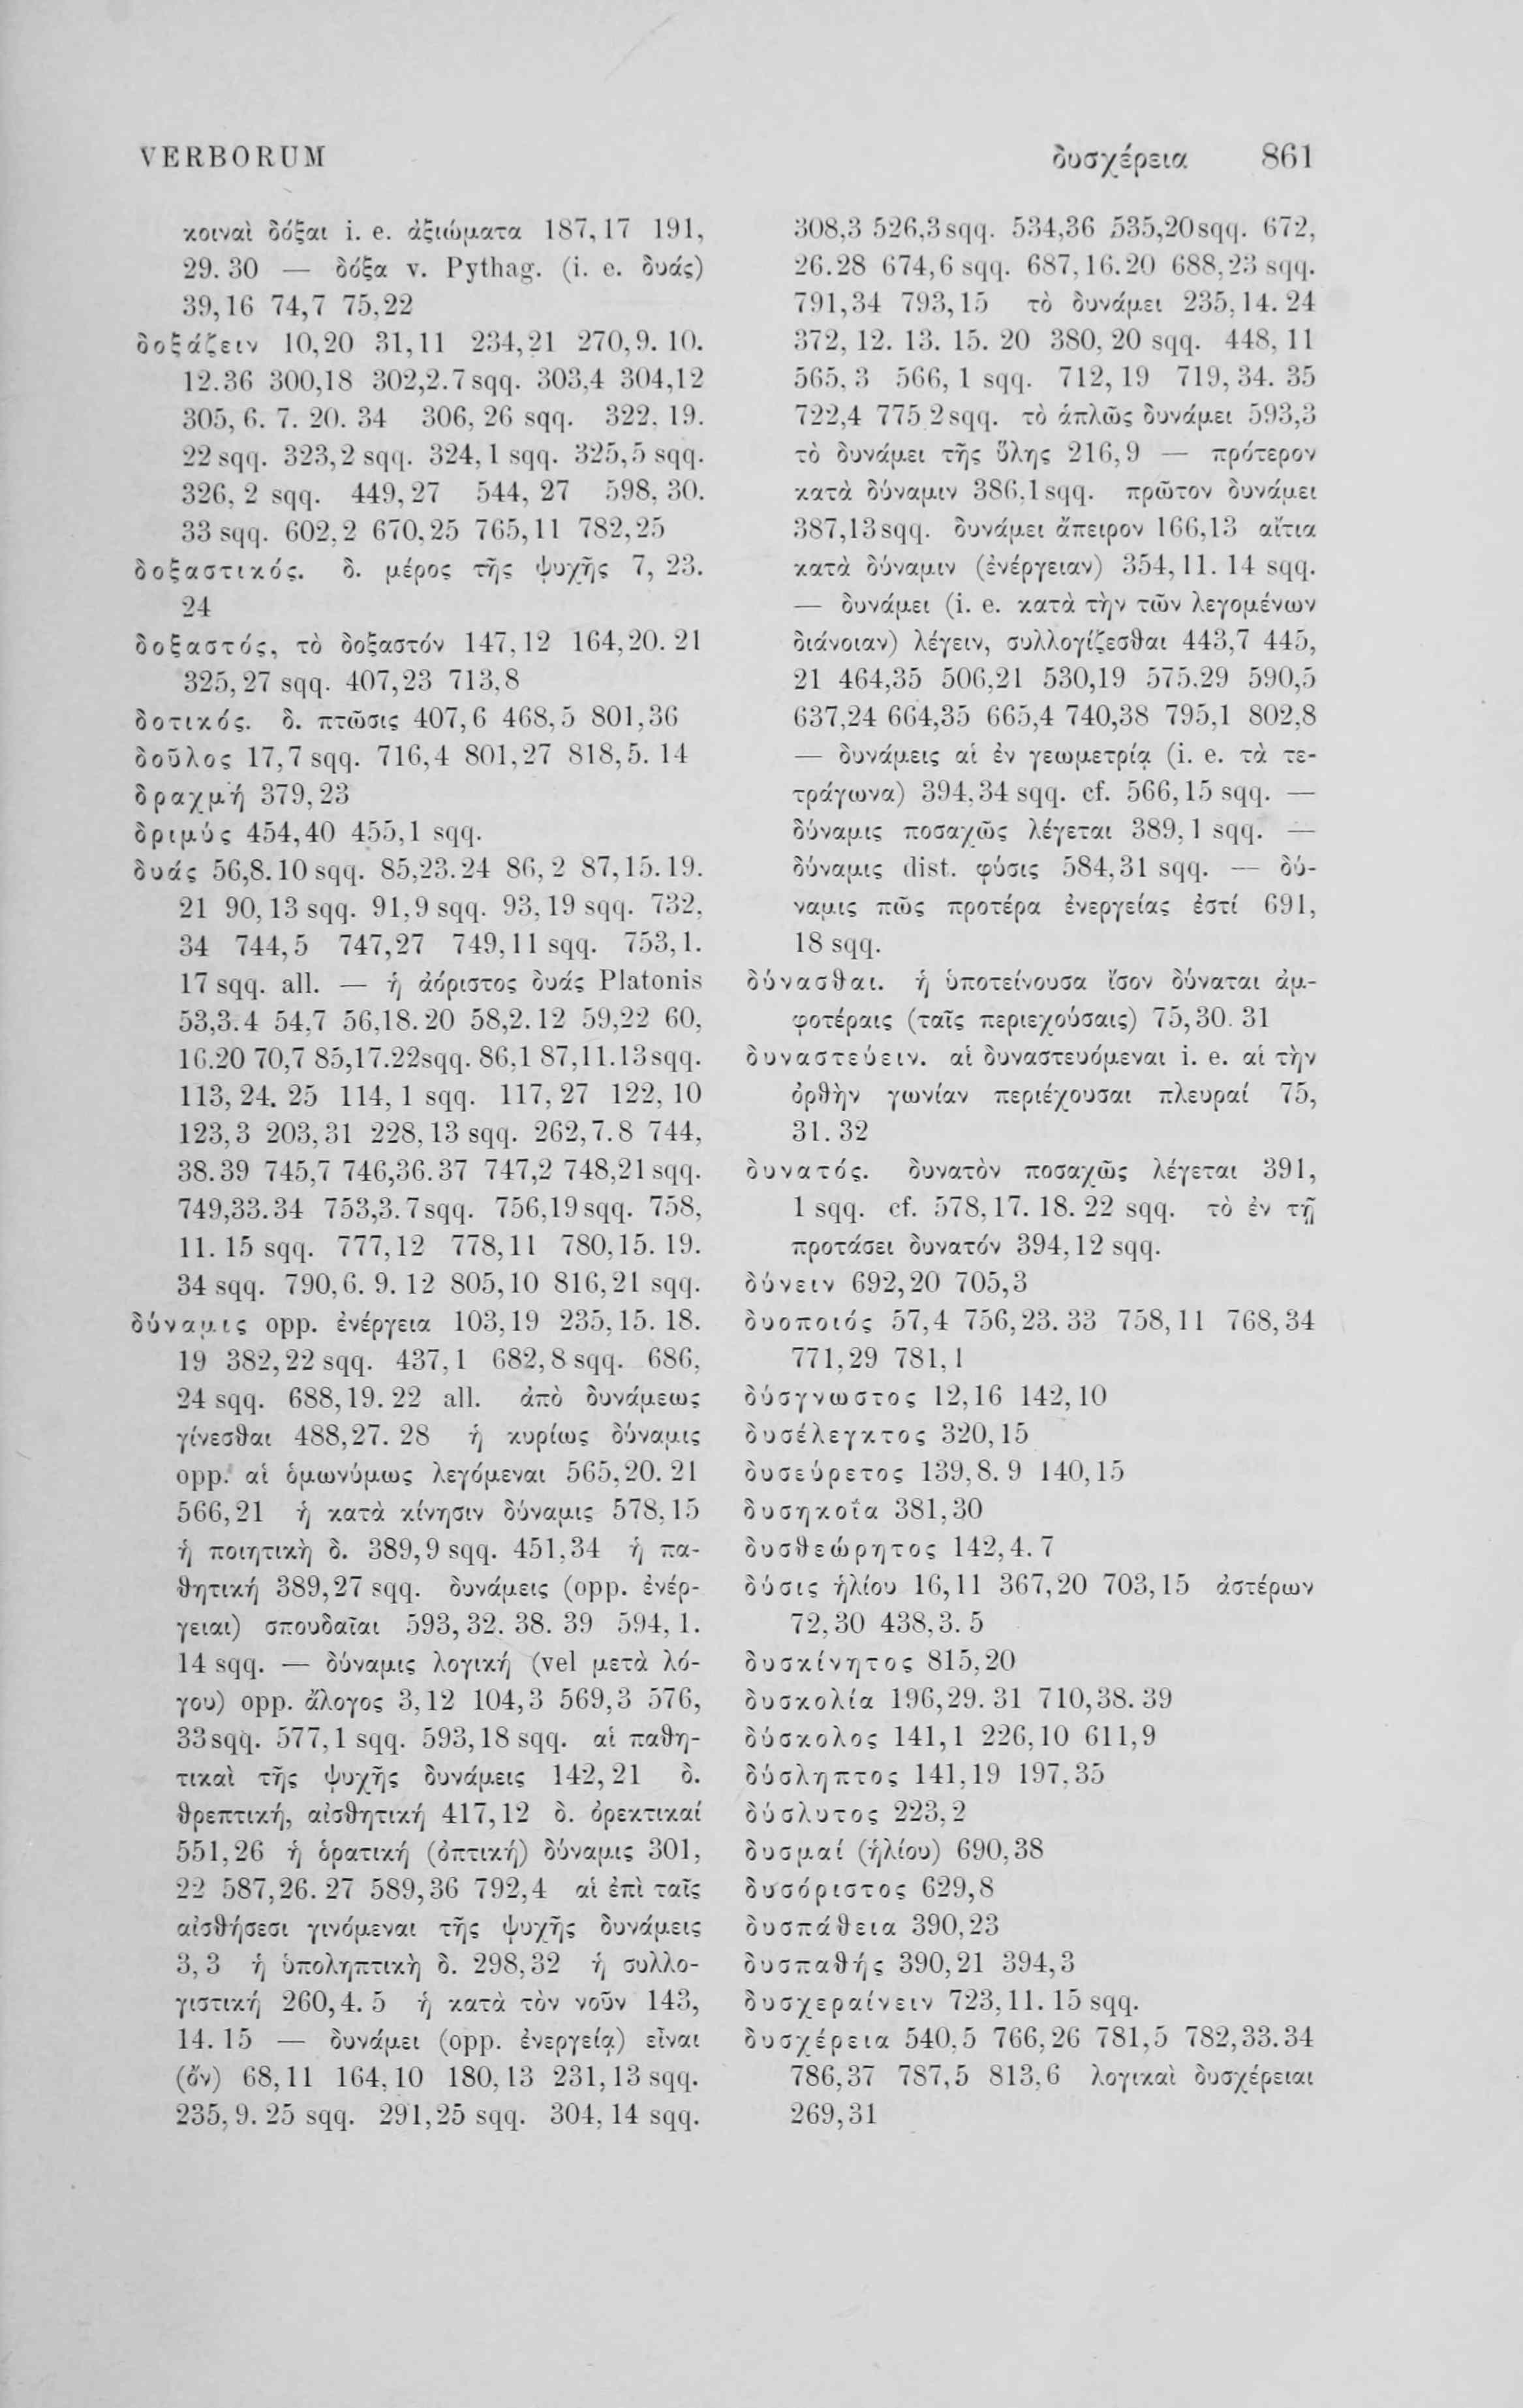 VERBORUM δυσχέρεια 861
κοιναὶ δόξαι i. e. ἀξιώματα 187,17 191,
29. 30 — δόξα v. Pythag. (i. e. δυάς)
39,16 74,7 75,22
δοξάζειν 10,20 31,11 234,21 270,9. 10.
12.36 300,18 302,2.7 sqq. 303,4 304,12
305, 6. 7. 20. 34 306, 26 sqq. 322, 19.
22 sqq. 323,2 sqq. 324,1 sqq. 325,5 sqq.
326, 2 sqq. 449,27 544, 27 598, 30.
33 sqq. 602,2 670,25 765,11 782,25
δοξαστικός. δ. μέρος τῆς ψυχῆς 7, 23.
24
δοξαστός, τὸ δοξαστόν 147,12 164,20. 21
325,27 sqq. 407,23 713,8
δοτικός. δ. πτῶσις 407,6 468,5 801,36
δοῦλος 17,7 sqq. 716,4 801,27 818,5. 14
δραχμή 379,23
δριμύς 454,40 455,1 sqq.
δυάς 56,8.10 sqq. 85,23.24 86,2 87,15.19.
21 90,13 sqq. 91,9 sqq. 93,19 sqq. 732,
34 744,5 747,27 749,11 sqq. 753,1.
17 sqq. all. — ἡ ἀόριστος δυάς Platonis
53,3.4 54,7 56,18.20 58,2.12 59,22 60,
16.20 70,7 85,17.22sqq. 86,1 87,11.13sqq.
113, 24. 25 114, 1 sqq. 117, 27 122, 10
123,3 203,31 228,13 sqq. 262,7.8 744,
38.39 745,7 746,36.37 747,2 748,21 sqq.
749,33.34 753,3.7sqq. 756,19sqq. 758,
11. 15 sqq. 777,12 778,11 780,15. 19.
34 sqq. 790,6. 9. 12 805,10 816,21 sqq.
δύναμις opp. ἐνέργεια 103,19 235,15. 18.
19 382,22 sqq. 437,1 682,8 sqq. 686,
24 sqq. 688,19. 22 all. ἀπὸ δυνάμεως
γίνεσθαι 488,27. 28 ἡ κυρίως δύναμις
opp. αἱ ὁμωνύμως λεγόμεναι 565,20. 21
566,21 ἡ κατὰ κίνησιν δύναμις 578,15
ἡ ποιητικὴ δ. 389,9 sqq. 451,34 ἡ πα-
θητική 389,27 sqq. δυνάμεις (opp. ἐνέρ-
γειαι) σπουδαῖαι 593, 32. 38. 39 594, 1.
14 sqq. — δύναμις λογική (vel μετὰ λό-
γου) opp. ἄλογος 3,12 104,3 569,3 576,
33sqq. 577,1 sqq. 593,18 sqq. αἱ παθη-
τικαὶ τῆς ψυχῆς δυνάμεις 142, 21 δ.
θρεπτική, αἰσθητική 417,12 δ. ὀρεκτικαί
551,26 ἡ ὁρατική (ὀπτική) δύναμις 301,
22 587,26. 27 589,36 792,4 αἱ ἐπὶ ταῖς
αἰσθήσεσι γινόμεναι τῆς ψυχῆς δυνάμεις
3, 3 ἡ ὑποληπτικὴ δ. 298,32 ἡ συλλο-
γιστική 260,4. 5 ἡ κατὰ τὸν νοῦν 143,
14. 15 — δυνάμει (opp. ἐνεργείᾳ) εἶναι
(ὄν) 68,11 164,10 180,13 231,13 sqq.
235, 9. 25 sqq. 291,25 sqq. 304, 14 sqq.
308,3 526,3sqq. 534,36 535,20sqq. 672,
26.28 674,6 sqq. 687,16.20 688,23 sqq.
791,34 793,15 τὸ δυνάμει 235,14. 24
372, 12. 13. 15. 20 380, 20 sqq. 448, 11
565, 3 566, 1 sqq. 712, 19 719, 34. 35
722,4 775 2sqq. τὸ ἁπλῶς δυνάμει 593,3
τὸ δυνάμει τῆς ὕλης 216,9 — πρότερον
κατὰ δύναμιν 386,1sqq. πρῶτον δυνάμει
387,13sqq. δυνάμει ἄπειρον 166,13 αἴτια
κατὰ δύναμιν (ἐνέργειαν) 354,11. 14 sqq.
— δυνάμει (i. e. κατὰ τὴν τῶν λεγομένων
διάνοιαν) λέγειν, συλλογίζεσθαι 443,7 445,
21 464,35 506,21 530,19 575,29 590,5
637,24 664,35 665,4 740,38 795,1 802,8
— δυνάμεις αἱ ἐν γεωμετρίᾳ (i. e. τὰ τε-
τράγωνα) 394,34 sqq. cf. 566,15 sqq. —
δύναμις ποσαχῶς λέγεται 389, 1 sqq. —
δύναμις dist. φύσις 584,31 sqq. — δύ-
ναμις πῶς προτέρα ἐνεργείας ἐστί 691,
18 sqq.
δύνασθαι. ἡ ὑποτείνουσα ἴσον δύναται ἀμ-
φοτέραις (ταῖς περιεχούσαις) 75,30. 31
δυναστεύειν. αἱ δυναστευόμεναι i. e. αἱ τὴν
ὀρθὴν γωνίαν περιέχουσαι πλευραί 75,
31. 32
δυνατός. δυνατὸν ποσαχῶς λέγεται 391,
1 sqq. cf. 578,17. 18. 22 sqq. τὸ ἐν τῇ
προτάσει δυνατόν 394,12 sqq.
δύνειν 692,20 705,3
δυοποιός 57,4 756,23. 33 758,11 768,34
771,29 781,1
δύσγνωστος 12,16 142,10
δυσέλεγκτος 320,15
δυσεύρετος 139,8. 9 140,15
δυσηκοΐα 381,30
δυσθεώρητος 142,4. 7
δύσις ἡλίου 16,11 367,20 703,15 ἀστέρων
72,30 438,3. 5
δυσκίνητος 815,20
δυσκολία 196,29. 31 710,38. 39
δύσκολος 141,1 226,10 611,9
δύσληπτος 141,19 197,35
δύσλυτος 223,2
δυσμαί (ἡλίου) 690,38
δυσόριστος 629,8
δυσπάθεια 390,23
δυσπαθής 390,21 394,3
δυσχεραίνειν 723,11. 15 sqq.
δυσχέρεια 540,5 766,26 781,5 782,33.34
786,37 787,5 813,6 λογικαὶ δυσχέρειαι
269,31